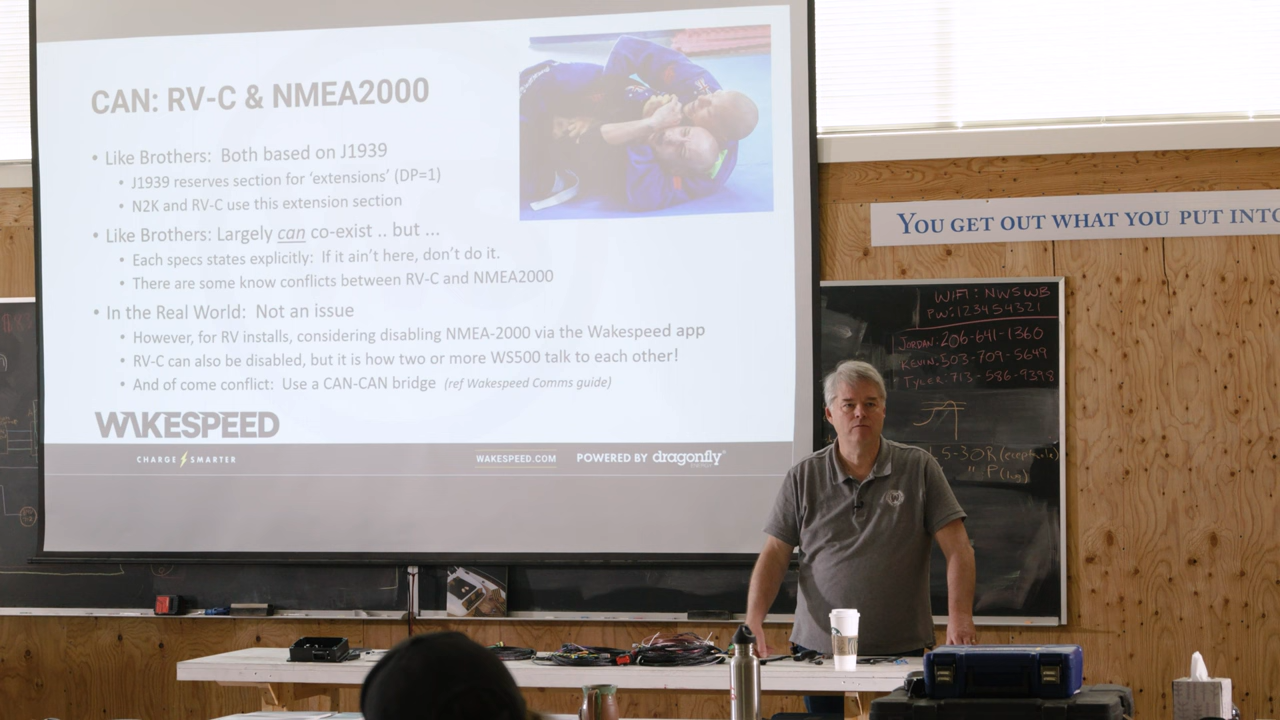 CAN: RV-C & NMEA2000
• Like Brothers: Both based on J1939
• J1939 reserves section for 'extensions' (DP=1)
• N2K and RV-C use this extension section
• Like Brothers: Largely can co-exist .. but ...
• Each specs states explicitly: If it ain't here, don't do it.
• There are some know conflicts between RV-C and NMEA2000
• In the Real World: Not an issue
• However, for RV installs, considering disabling NMEA-2000 via the Wakespeed app
• RV-C can also be disabled, but it is how two or more WS500 talk to each other!
• And of come conflict: Use a CAN-CAN bridge (ref Wakespeed Comms guide)
WAKESPEED
CHARGE SMARTER
WAKESPEED.COM
POWERED BY dragonfly
YOU GET OUT WHAT YOU PUT INTO
WIFI: NWSWB
PW: 123454321
JORDAN: 206-641-1360
KEVIN: 503-709-5649
TYLER: 713-586-9398